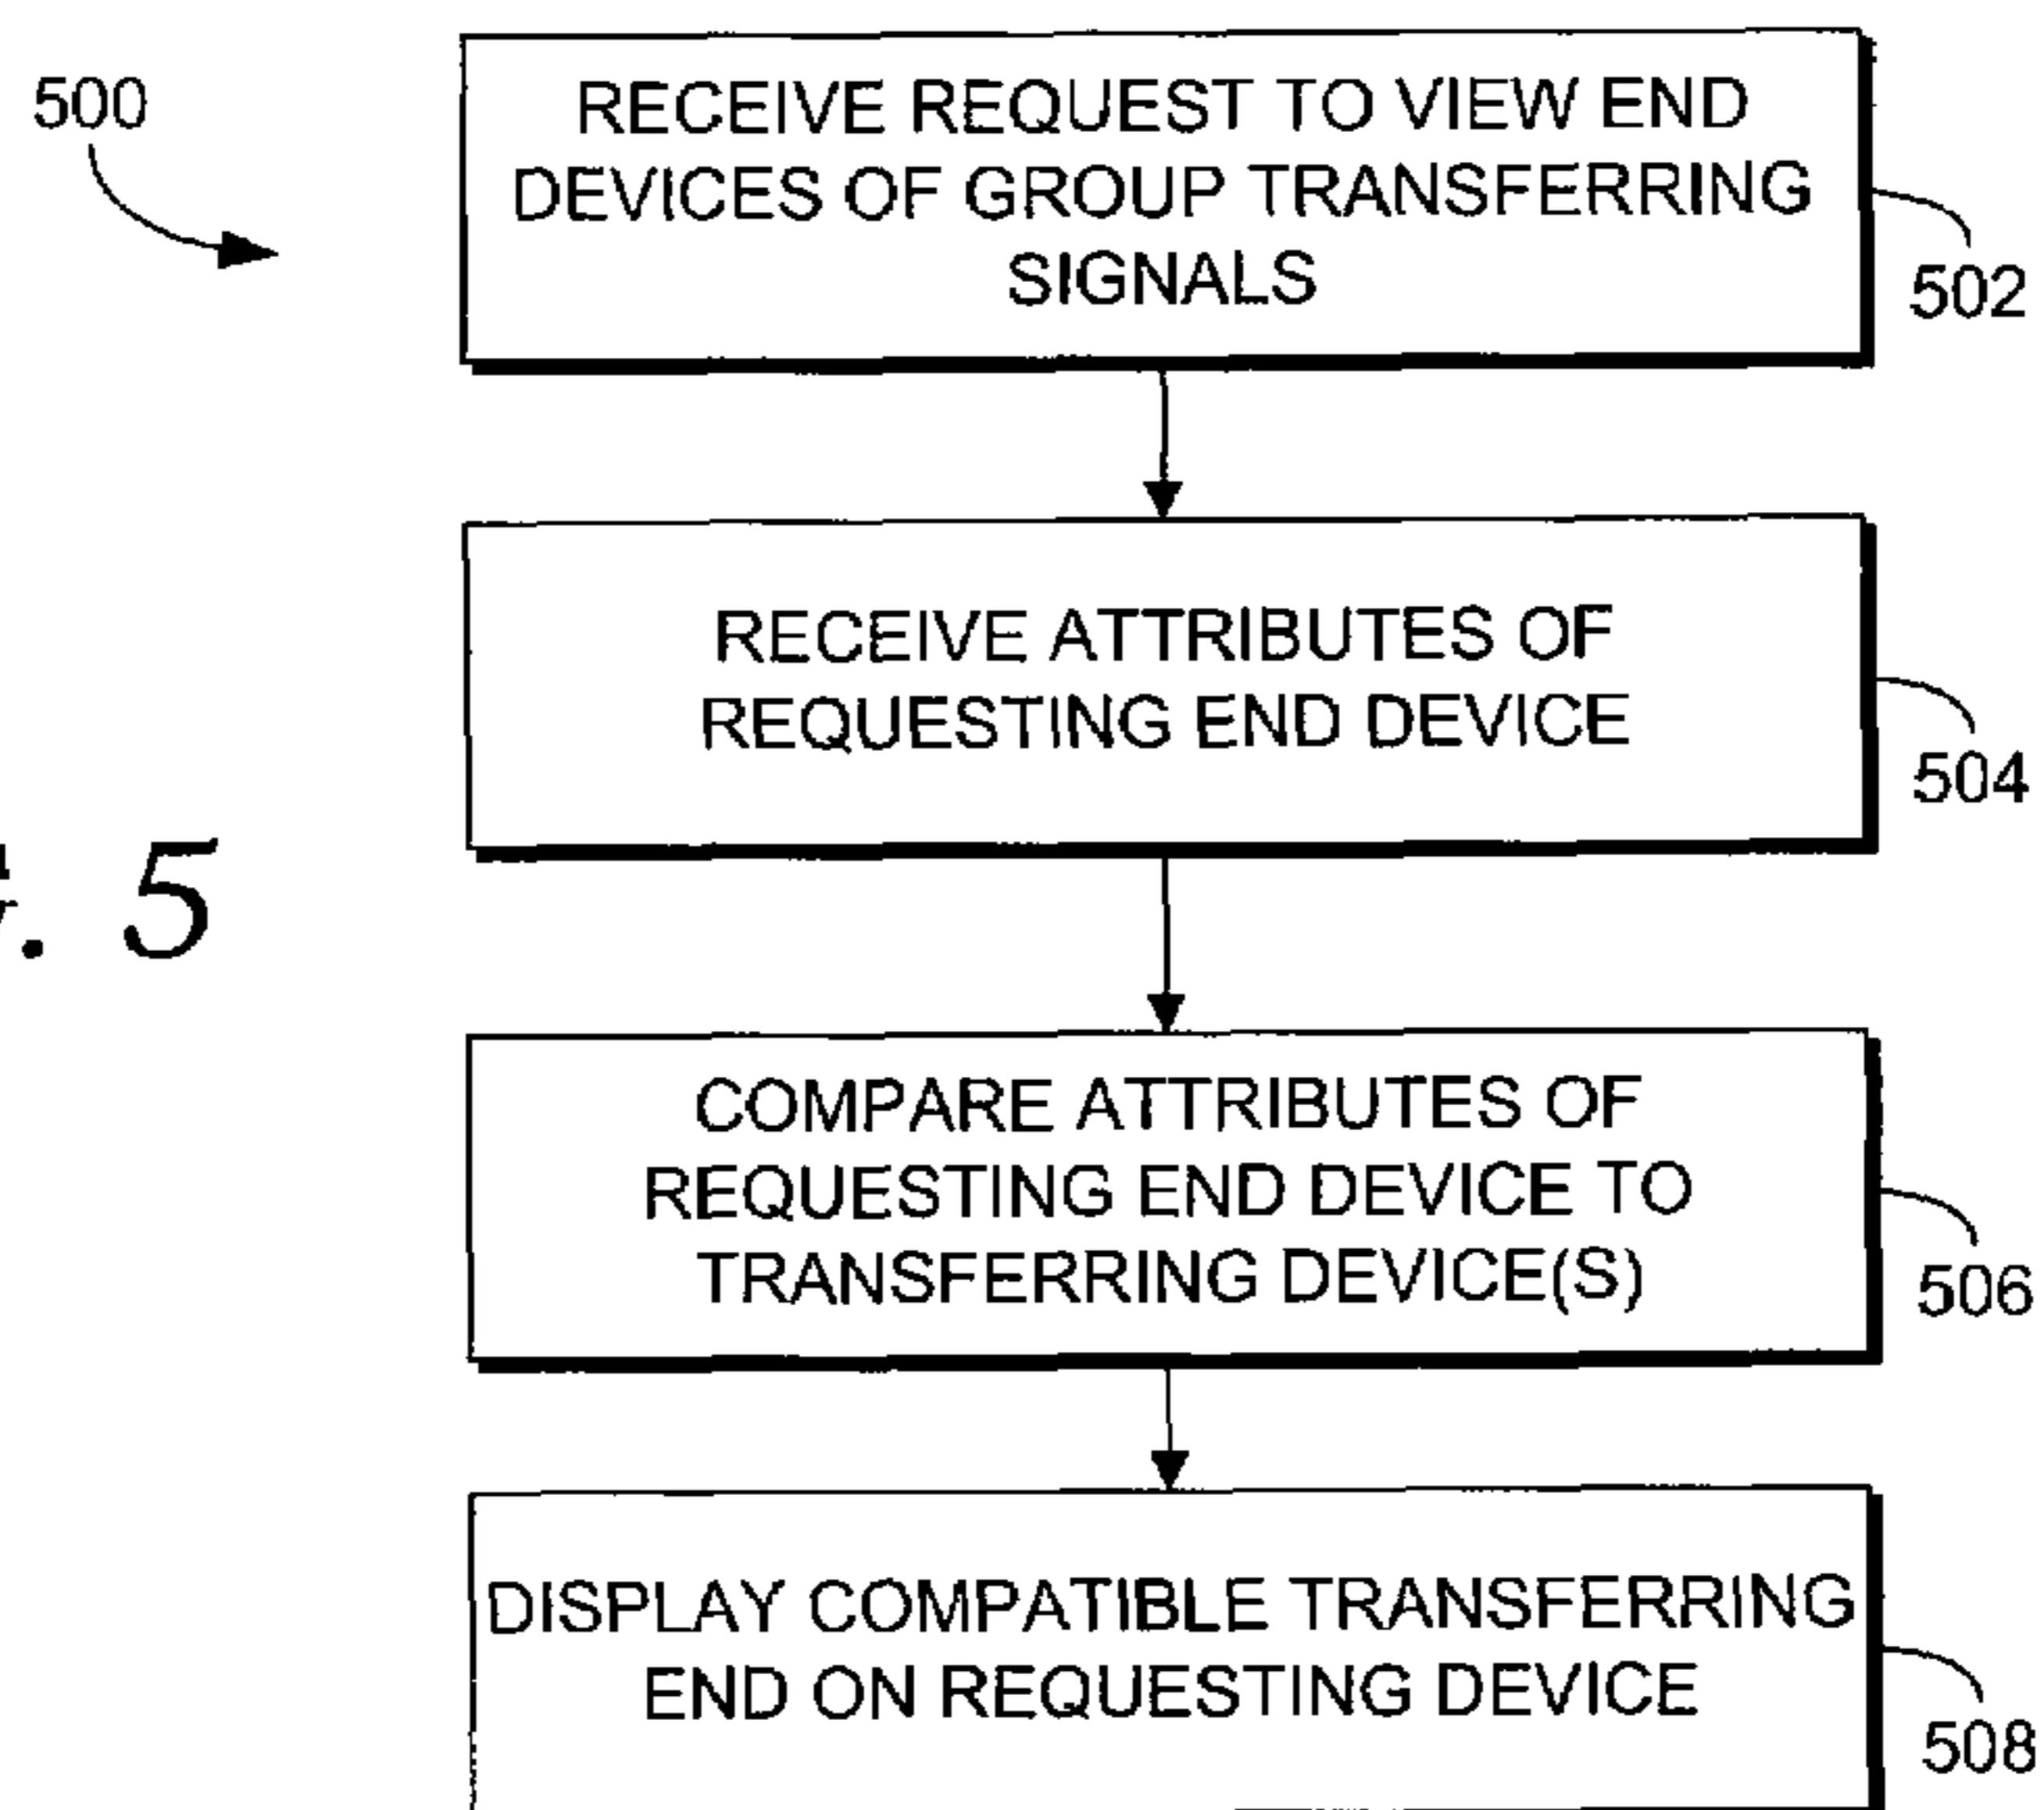 500
RECEIVE REQUEST TO VIEW END
DEVICES OF GROUP TRANSFERRING
SIGNALS
502
RECEIVE ATTRIBUTES OF
REQUESTING END DEVICE
504
. 5
COMPARE ATTRIBUTES OF
REQUESTING END DEVICE TO
TRANSFERRING DEVICE(S)
506
DISPLAY COMPATIBLE TRANSFERRING
END ON REQUESTING DEVICE
508